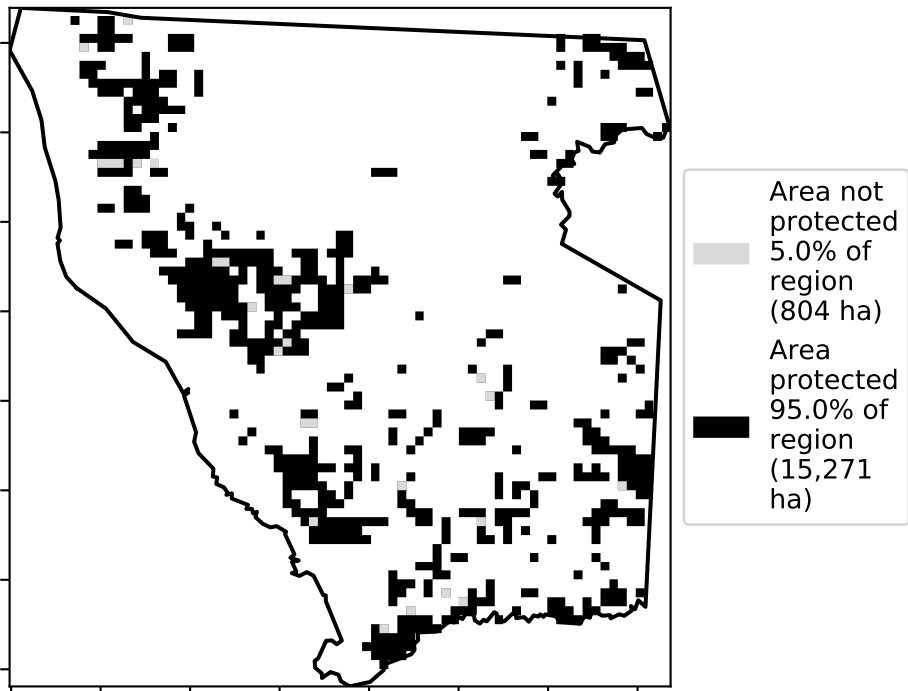 Area not
protected
5.0% of
region
(804 ha)
Area
protected
95.0% of
region
(15,271
ha)